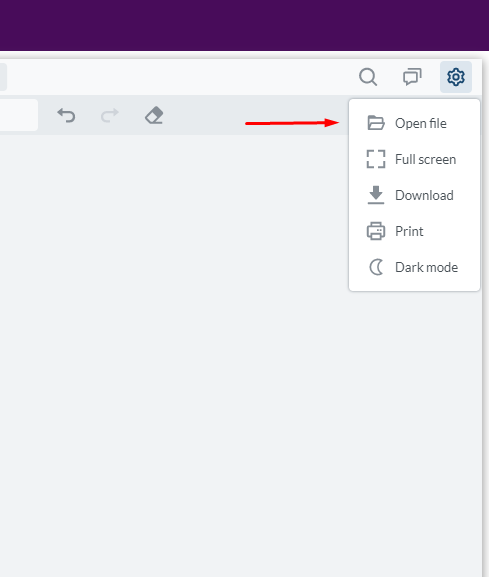 Open file
Full screen
Download
Print
Dark mode